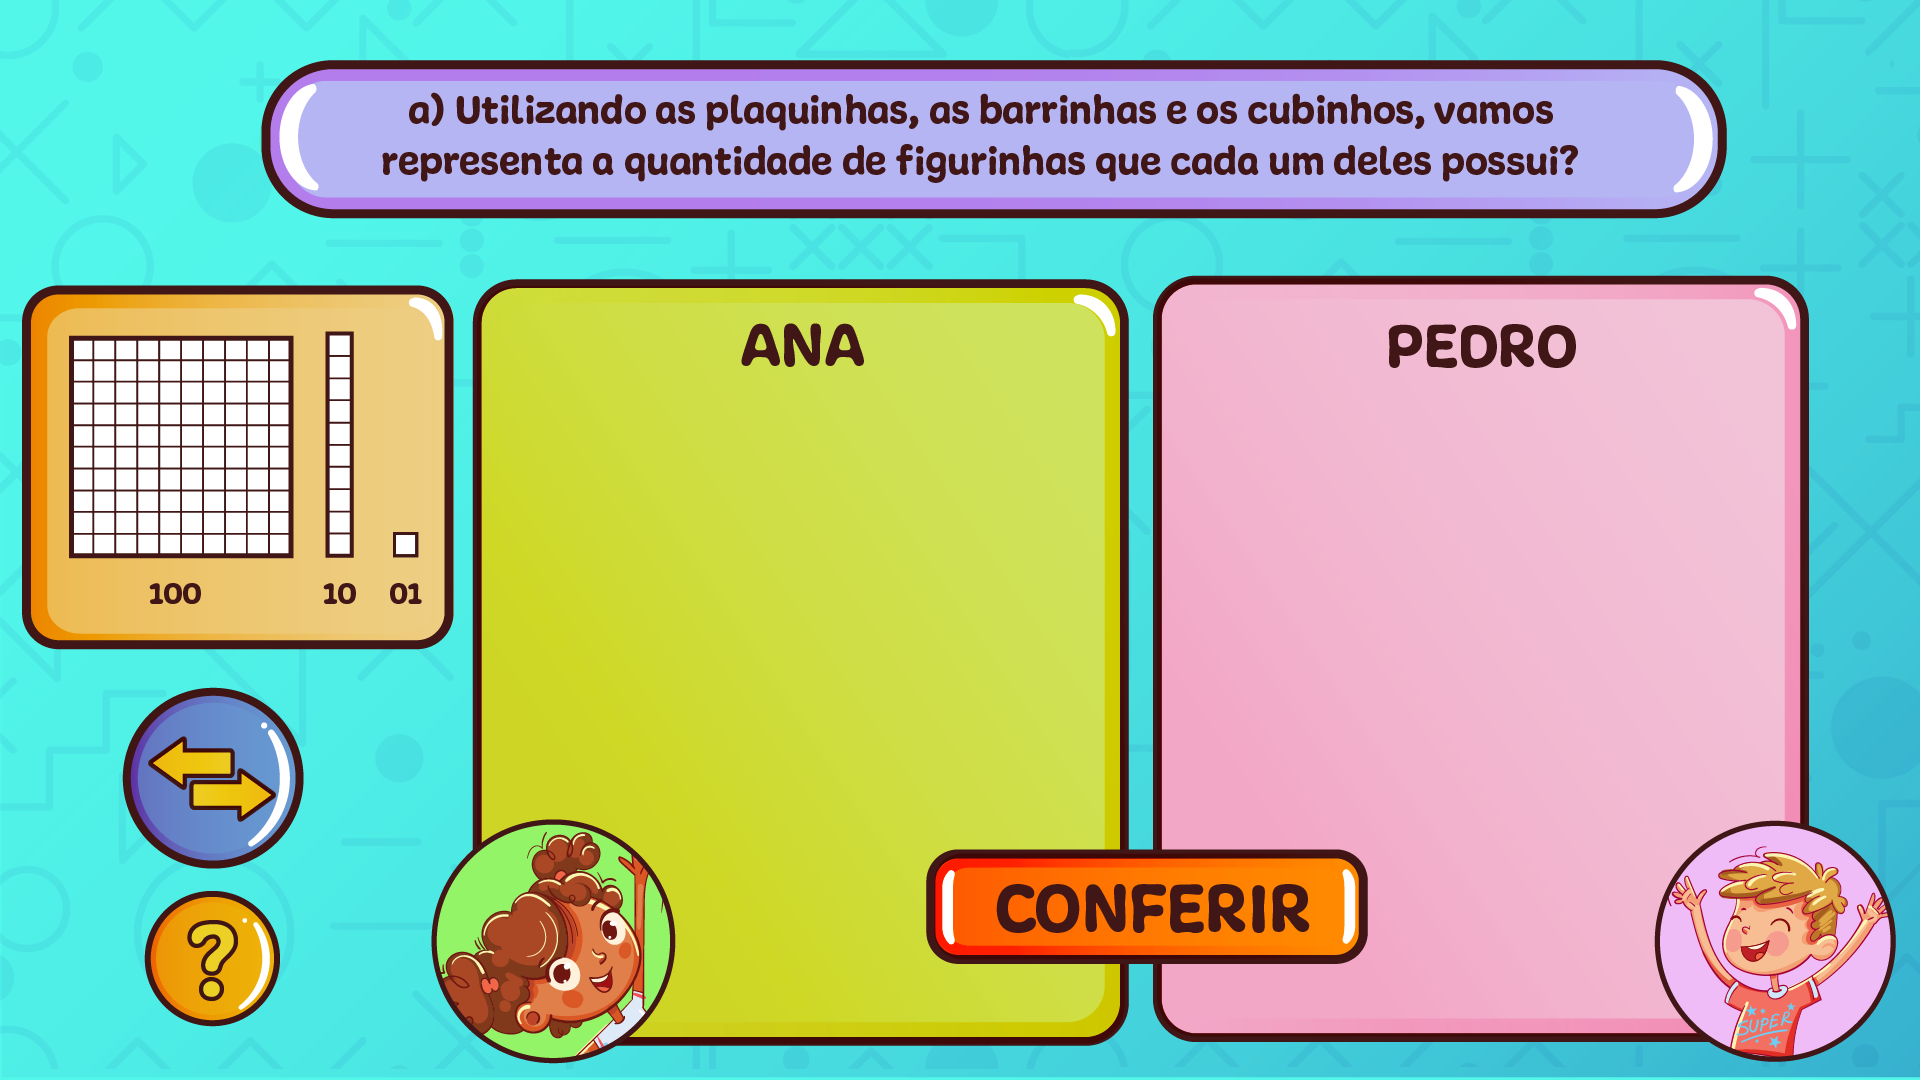 a) Utilizando as plaquinhas, as barrinhas e os cubinhos, vamos
representa a quantidade de figurinhas que cada um deles possui?
ANA
PEDRO
100
10
01
?
CONFERIR
SUPER